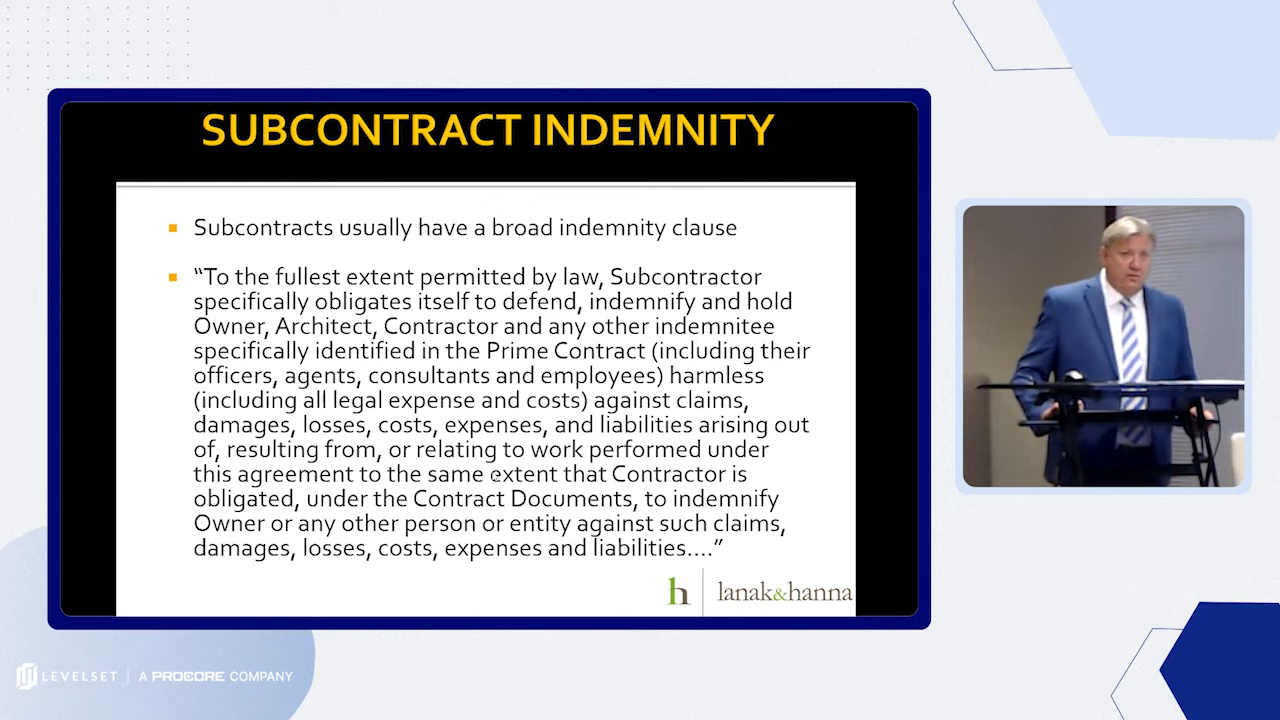 SUBCONTRACT INDEMNITY
▪ Subcontracts usually have a broad indemnity clause
▪ “To the fullest extent permitted by law, Subcontractor
specifically obligates itself to defend, indemnify and hold
Owner, Architect, Contractor and any other indemnitee
specifically identified in the Prime Contract (including their
officers, agents, consultants and employees) harmless
(including all legal expense and costs) against claims,
damages, losses, costs, expenses, and liabilities arising out
of, resulting from, or relating to work performed under
this agreement to the same extent that Contractor is
obligated, under the Contract Documents, to indemnify
Owner or any other person or entity against such claims,
damages, losses, costs, expenses and liabilities....”
h lanak&hanna
LEVELSET | A PROCORE COMPANY